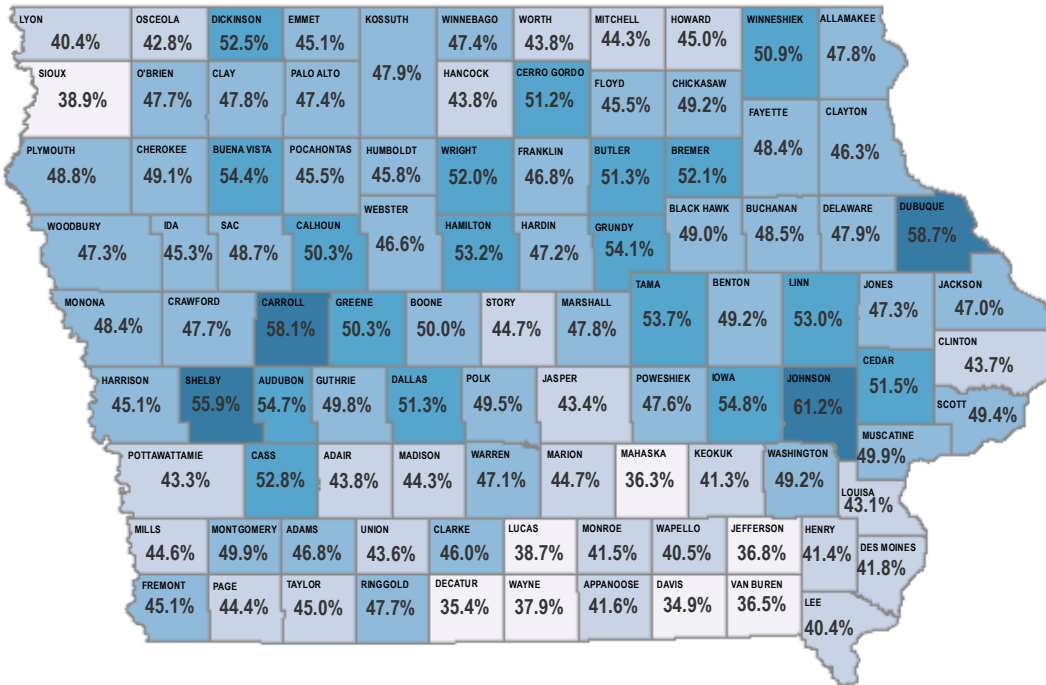 LYON
40.4%
OSCEOLA
42.8%
DICKINSON
52.5%
EMMET
45.1%
KOSSUTH
47.9%
WINNEBAGO
47.4%
WORTH
43.8%
MITCHELL
44.3%
HOWARD
45.0%
WINNESHIEK
50.9%
ALLAMAKEE
47.8%
SIOUX
38.9%
O'BRIEN
47.7%
CLAY
47.8%
PALO ALTO
47.4%
HANCOCK
43.8%
CERRO GORDO
51.2%
FLOYD
45.5%
CHICKASAW
49.2%
FAYETTE
48.4%
CLAYTON
46.3%
PLYMOUTH
48.8%
CHEROKEE
49.1%
BUENA VISTA
54.4%
POCAHONTAS
45.5%
HUMBOLDT
45.8%
WRIGHT
52.0%
FRANKLIN
46.8%
BUTLER
51.3%
BREMER
52.1%
WOODBURY
47.3%
IDA
45.3%
SAC
48.7%
CALHOUN
50.3%
WEBSTER
46.6%
HAMILTON
53.2%
HARDIN
47.2%
GRUNDY
54.1%
BLACK HAWK
49.0%
BUCHANAN
48.5%
DELAWARE
47.9%
DUBUQUE
58.7%
MONONA
48.4%
CRAWFORD
47.7%
CARROLL
58.1%
GREENE
50.3%
BOONE
50.0%
STORY
44.7%
MARSHALL
47.8%
TAMA
53.7%
BENTON
49.2%
LINN
53.0%
JONES
47.3%
JACKSON
47.0%
CLINTON
43.7%
HARRISON
45.1%
SHELBY
55.9%
AUDUBON
54.7%
GUTHRIE
49.8%
DALLAS
51.3%
POLK
49.5%
JASPER
43.4%
POWESHIEK
47.6%
IOWA
54.8%
JOHNSON
61.2%
CEDAR
51.5%
SCOTT
49.4%
MUSCATINE
49.9%
POTTAWATTAMIE
43.3%
CASS
52.8%
ADAIR
43.8%
MADISON
44.3%
WARREN
47.1%
MARION
44.7%
MAHASKA
36.3%
KEOKUK
41.3%
WASHINGTON
49.2%
LOUISA
43.1%
MILLS
44.6%
MONTGOMERY
49.9%
ADAMS
46.8%
UNION
43.6%
CLARKE
46.0%
LUCAS
38.7%
MONROE
41.5%
WAPELLO
40.5%
JEFFERSON
36.8%
HENRY
41.4%
DES MOINES
41.8%
FREMONT
45.1%
PAGE
44.4%
TAYLOR
45.0%
RINGGOLD
47.7%
DECATUR
35.4%
WAYNE
37.9%
APPANOOSE
41.6%
DAVIS
34.9%
VAN BUREN
36.5%
LEE
40.4%